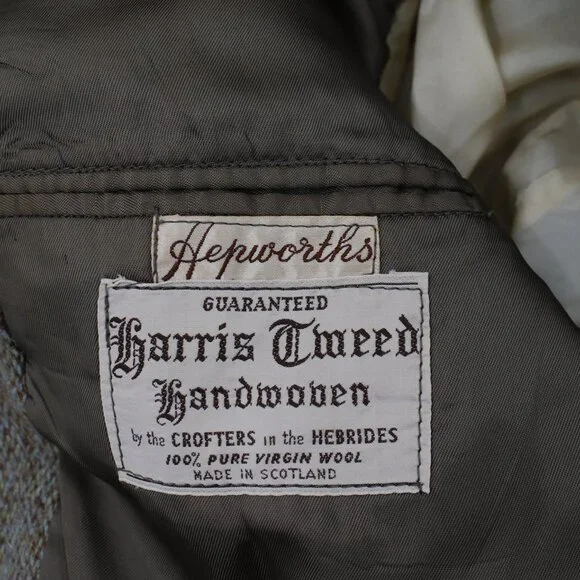 Hepworths
GUARANTEED
Harris Tweed
Handwoven
by the CROFTERS in the HEBRIDES
100% PURE VIRGIN WOOL
MADE IN SCOTLAND